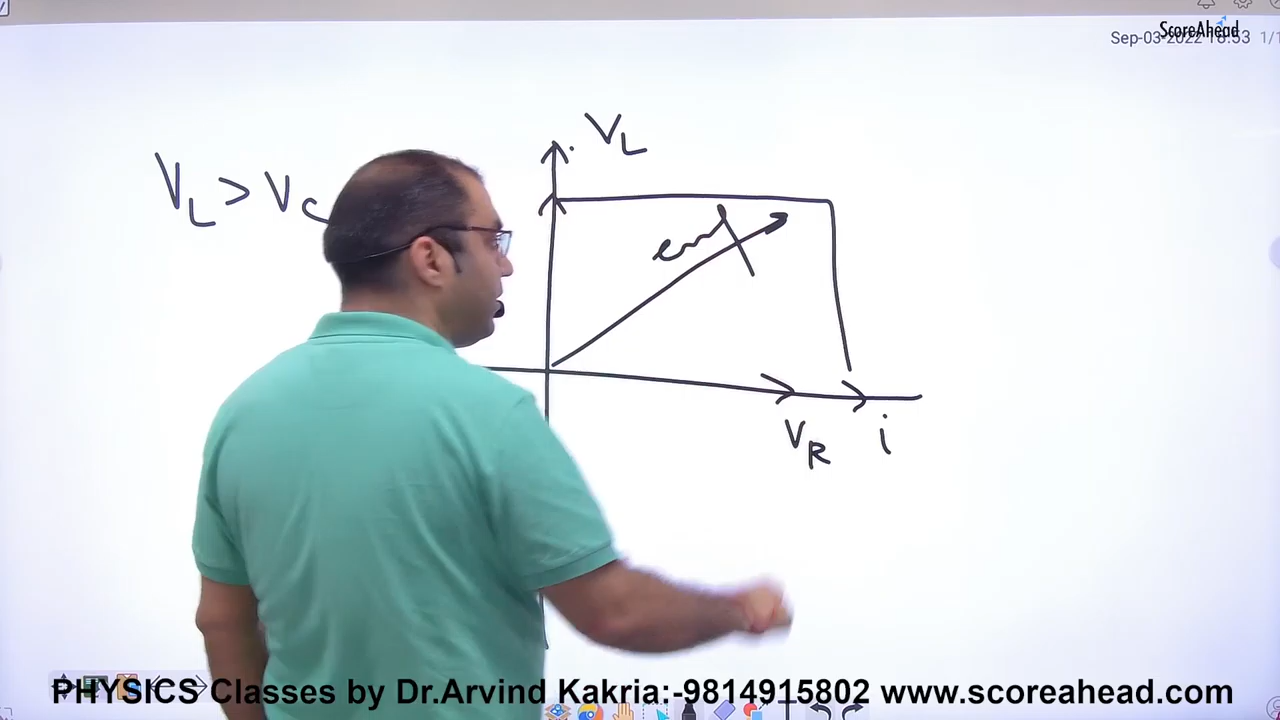 ScoreAhead
Sep-03-2022 18:53 1/1
V_L > V_C
V_L
emf
V_R i
PHYSICS Classes by Dr.Arvind Kakria:-9814915802 www.scoreahead.com